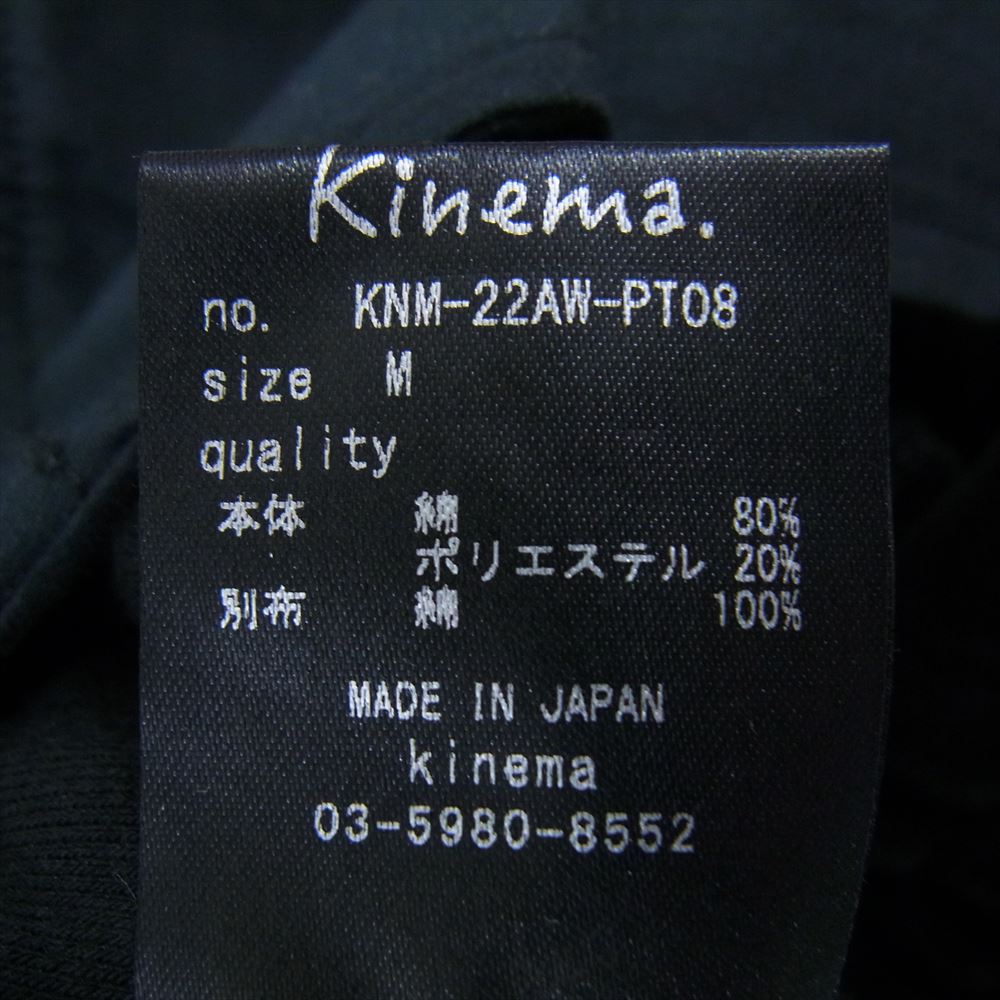 Kinema.
no. KNM-22AW-PT08
size M
quality
本体 綿 80%
ポリエステル 20%
別布 綿 100%
MADE IN JAPAN
kinema
03-5980-8552